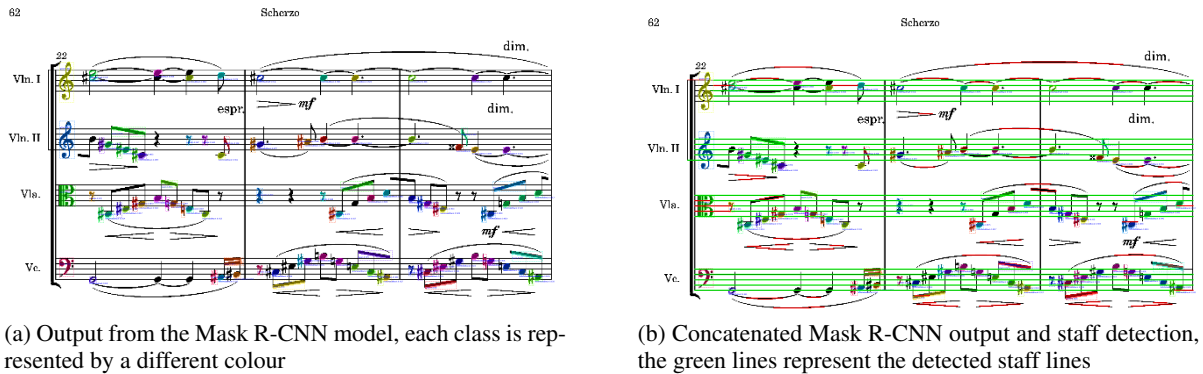 62
Scherzo
22
dim.
Vln. I
espr.
mf
dim.
Vln. II
Vla.
mf
Vc.
(a) Output from the Mask R-CNN model, each class is rep-
resented by a different colour
62
Scherzo
22
dim.
Vln. I
espr.
mf
dim.
Vln. II
Vla.
mf
Vc.
(b) Concatenated Mask R-CNN output and staff detection,
the green lines represent the detected staff lines